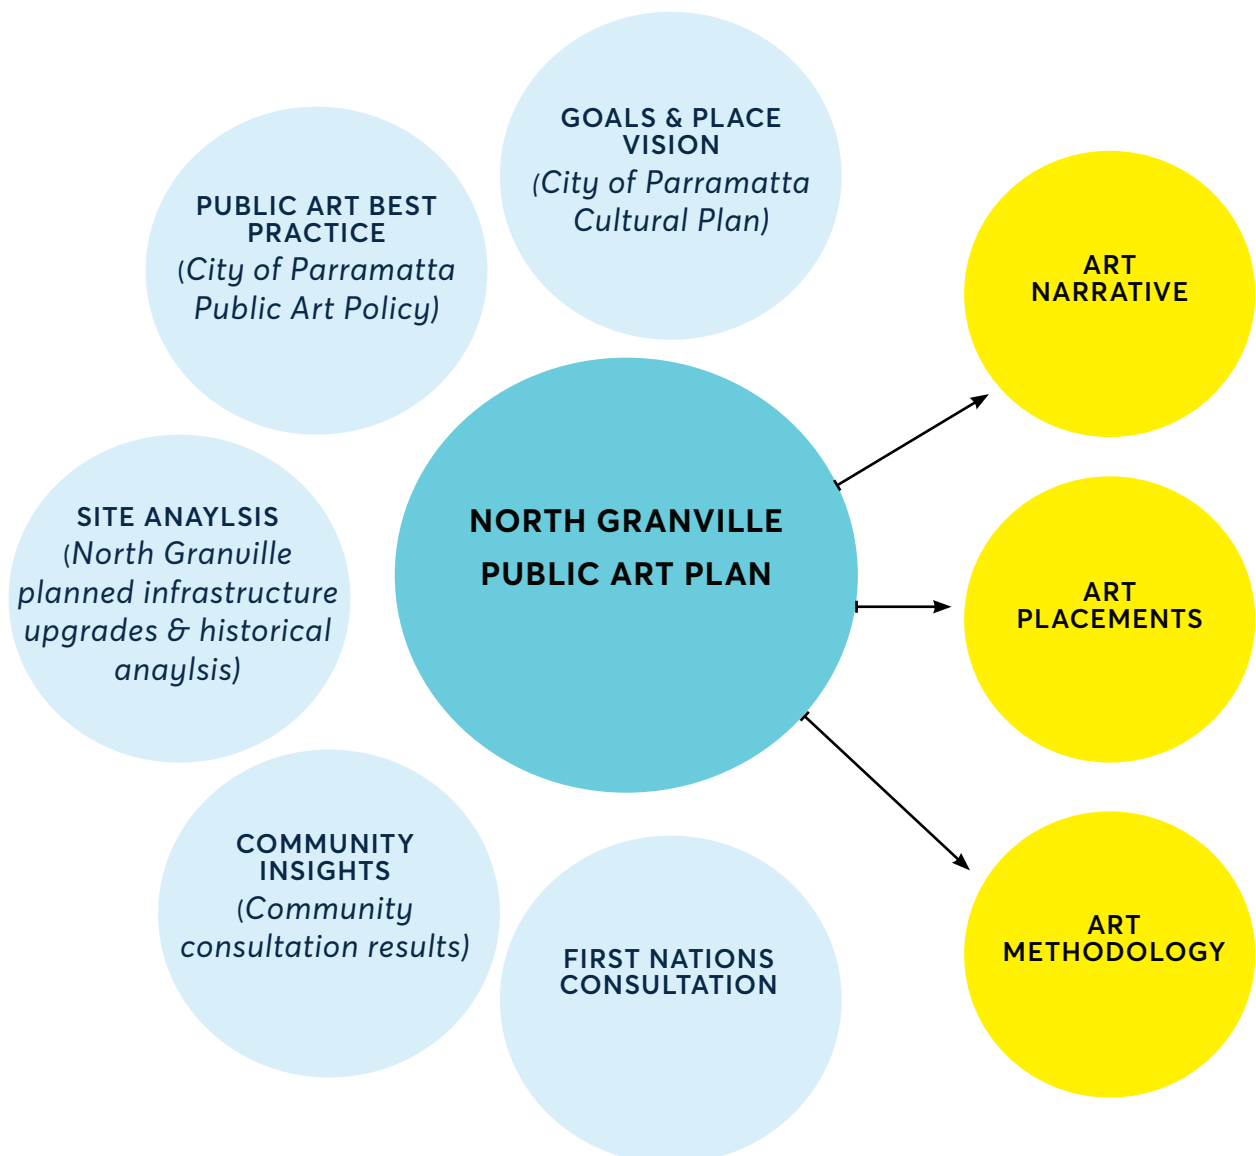 GOALS & PLACE
VISION
(City of Parramatta
Cultural Plan)
PUBLIC ART BEST
PRACTICE
(City of Parramatta
Public Art Policy)
SITE ANAYLSIS
(North Granville
planned infrastructure
upgrades & historical
anaylsis)
COMMUNITY
INSIGHTS
(Community
consultation results)
FIRST NATIONS
CONSULTATION
NORTH GRANVILLE
PUBLIC ART PLAN
ART
NARRATIVE
ART
PLACEMENTS
ART
METHODOLOGY